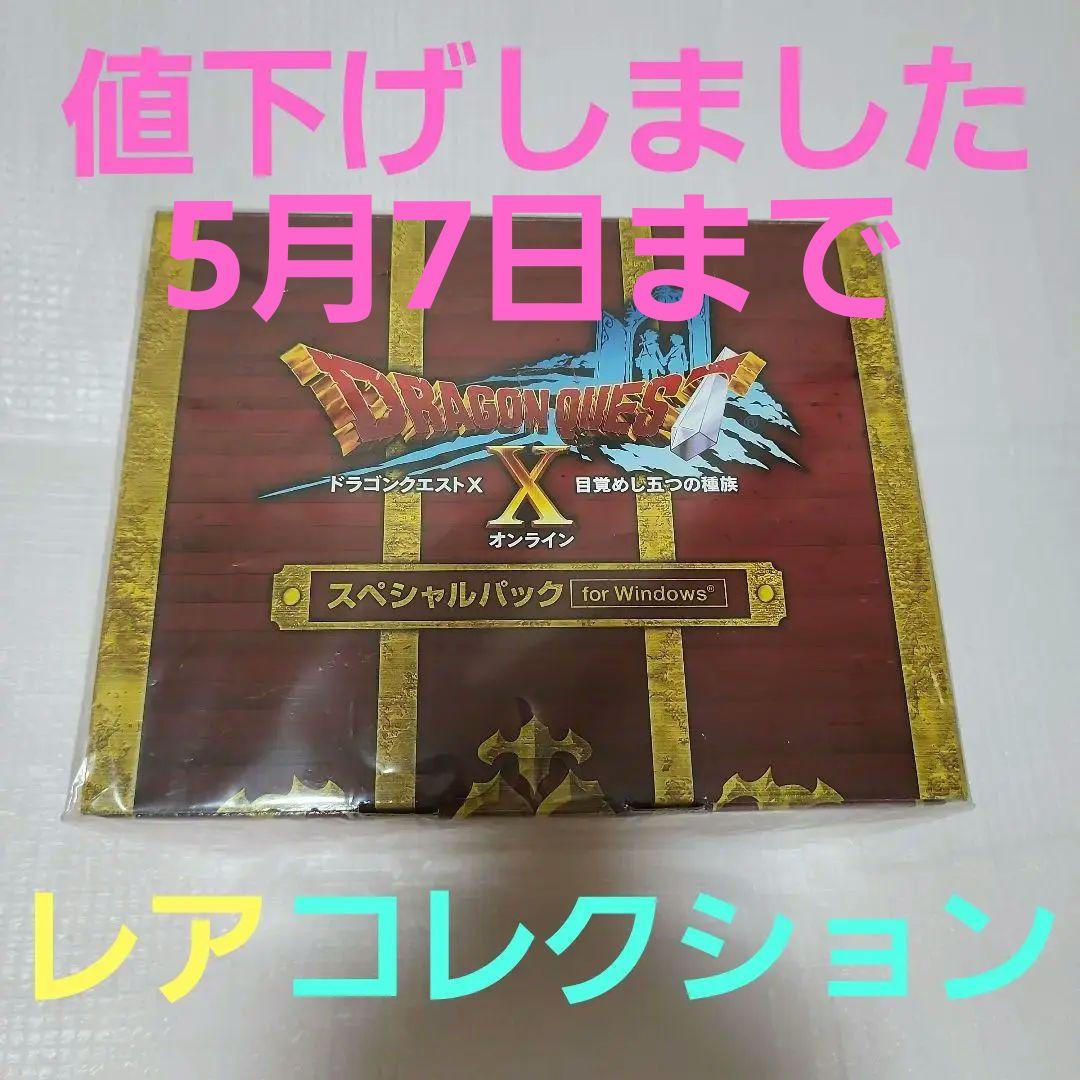 値下げしました
5月7日まで
DRAGON QUEST®
X
ドラゴンクエストX 目覚めし五つの種族
オンライン
スペシャルパック for Windows®
レアコレクション